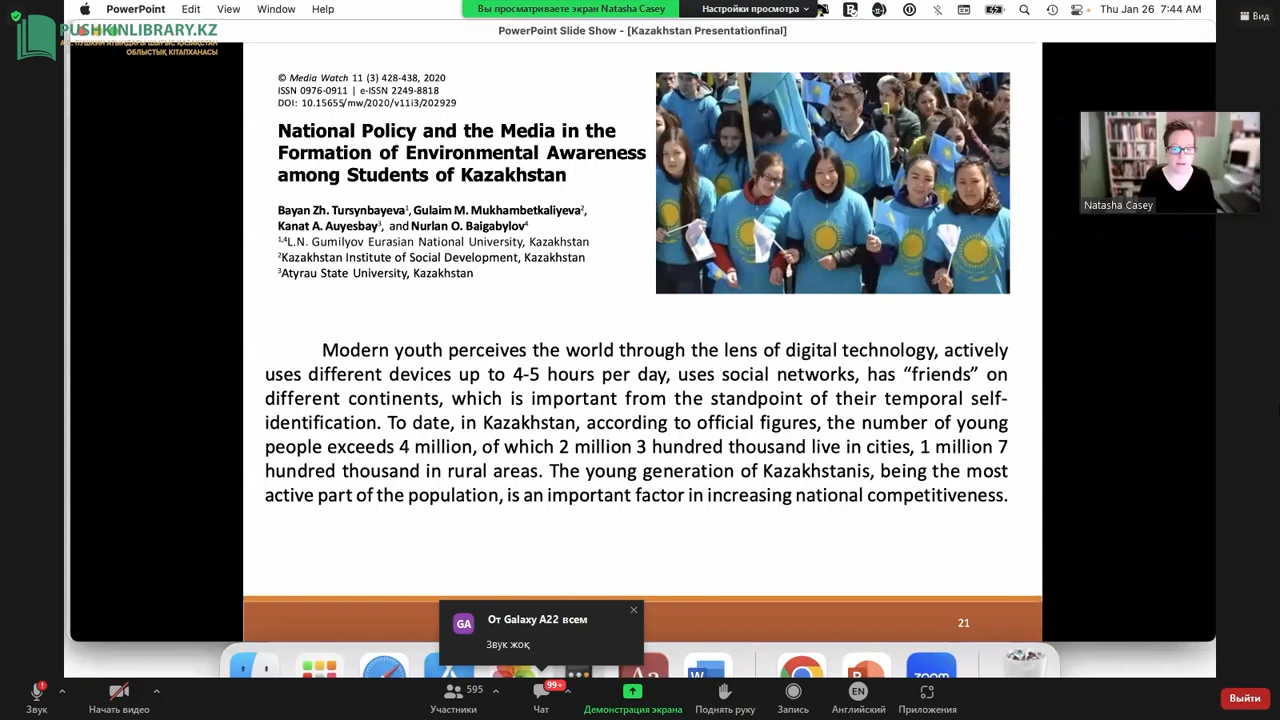 PowerPoint Edit View Window Help
Вы просматриваете экран Natasha Casey
Настройки просмотра
Thu Jan 26 7:44 AM
Вид
PUSHKINLIBRARY.KZ
А.С. ПУШКИН АТЫНДАҒЫ ШЫҒЫС ҚАЗАҚСТАН
ОБЛЫСТЫҚ КІТАПХАНАСЫ
PowerPoint Slide Show - [Kazakhstan Presentationfinal]
© Media Watch 11 (3) 428-438, 2020
ISSN 0976-0911 | e-ISSN 2249-8818
DOI: 10.15655/mw/2020/v11i3/202929
National Policy and the Media in the
Formation of Environmental Awareness
among Students of Kazakhstan
Bayan Zh. Tursynbayeva¹, Gulaim M. Mukhambetkaliyeva²,
Kanat A. Auyesbay³, and Nurlan O. Baigabylov⁴
¹,⁴L.N. Gumilyov Eurasian National University, Kazakhstan
²Kazakhstan Institute of Social Development, Kazakhstan
³Atyrau State University, Kazakhstan
Natasha Casey
Modern youth perceives the world through the lens of digital technology, actively
uses different devices up to 4-5 hours per day, uses social networks, has “friends” on
different continents, which is important from the standpoint of their temporal self-
identification. To date, in Kazakhstan, according to official figures, the number of young
people exceeds 4 million, of which 2 million 3 hundred thousand live in cities, 1 million 7
hundred thousand in rural areas. The young generation of Kazakhstanis, being the most
active part of the population, is an important factor in increasing national competitiveness.
21
GA
От Galaxy A22 всем
Звук жоқ
zoom
595
99+
EN
Звук
Начать видео
Участники
Чат
Демонстрация экрана
Поднять руку
Запись
Английский
Приложения
Выйти